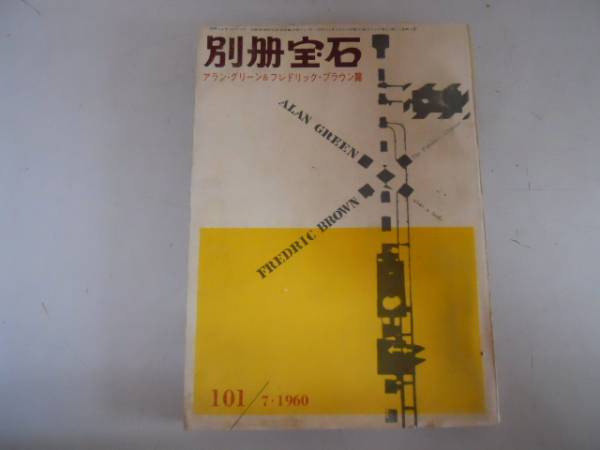 別册宝石
アラン・グリーン&フレドリック・ブラウン篇
ALAN GREEN
FREDRIC BROWN
101/7・1960